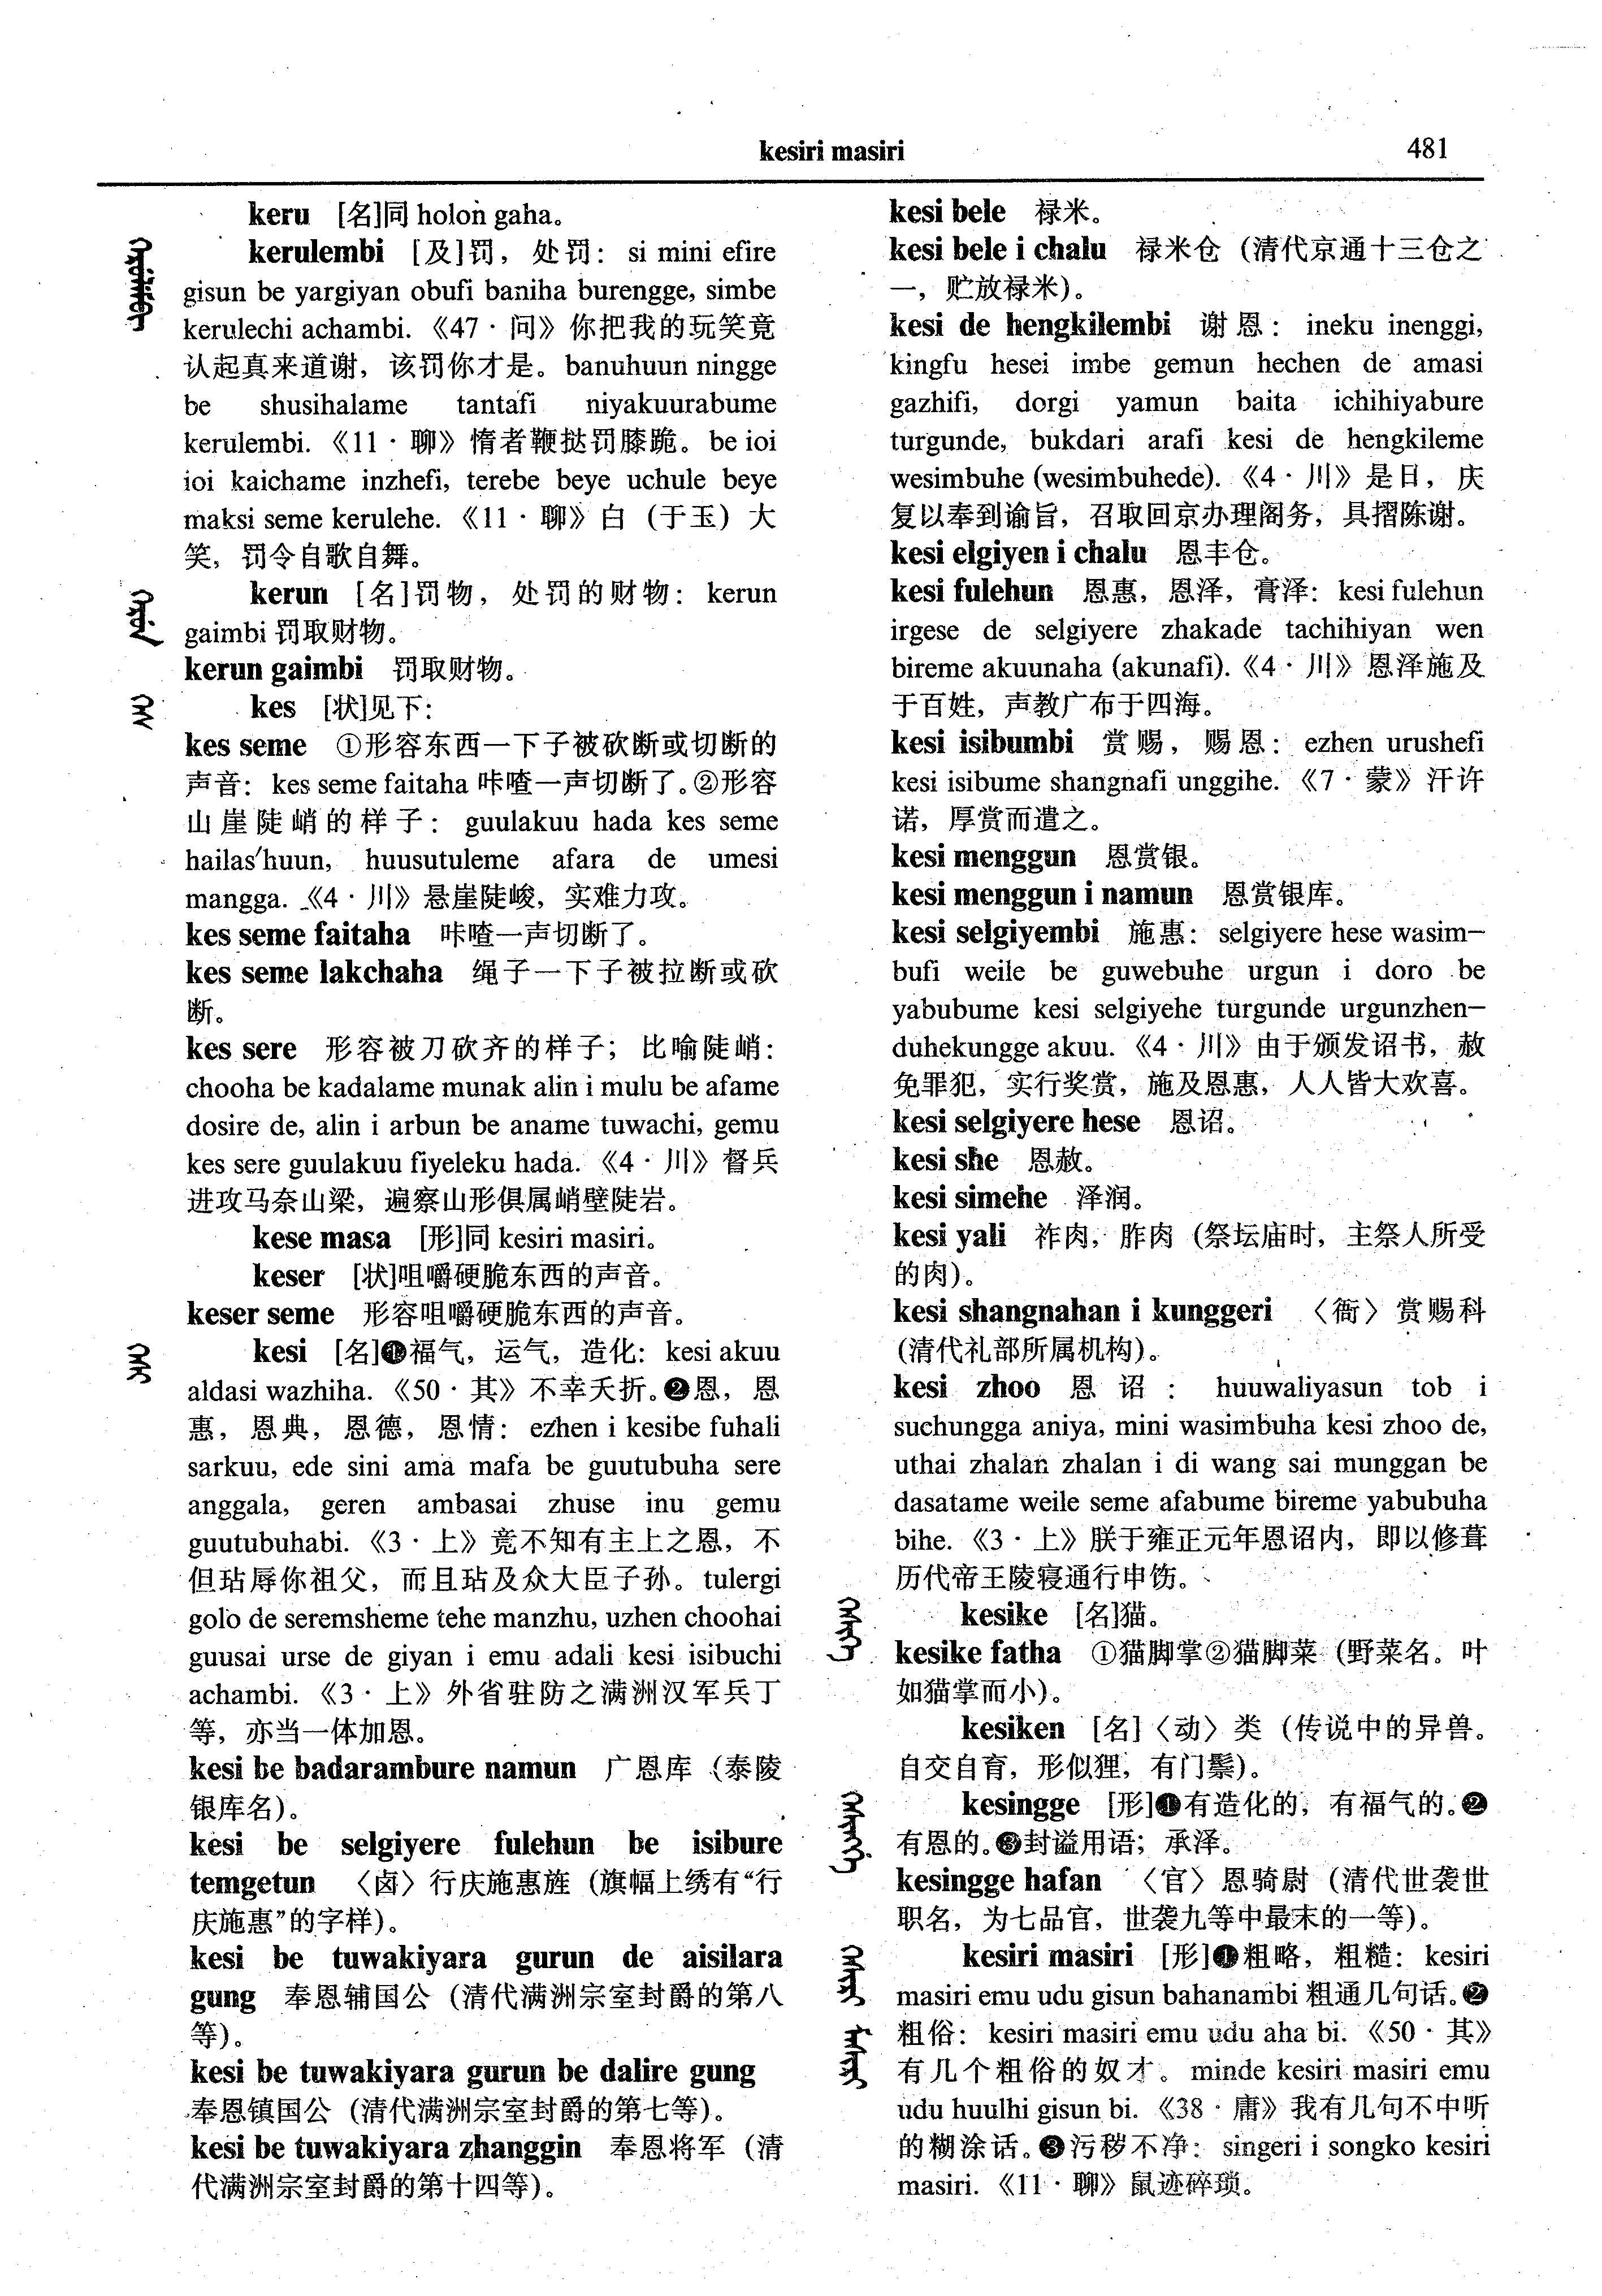 kesiri masiri
481
keru [名]同 holon gaha。
kerulembi [及]罚，处罚：si mini efire
gisun be yargiyan obufi baniha burengge, simbe
kerulechi achambi.《47·问》你把我的玩笑竟
认起真来道谢，该罚你才是。banuhuun ningge
be shusihalame tantafi niyakuurabume
kerulembi.《11·聊》惰者鞭挞罚膝跪。be ioi
ioi kaichame inzhefi, terebe beye uchule beye
maksi seme kerulehe.《11·聊》白（于玉）大
笑，罚令自歌自舞。
kerun [名]罚物，处罚的财物：kerun
gaimbi 罚取财物。
kerun gaimbi 罚取财物。
kes [状]见下：
kes seme ①形容东西一下子被砍断或切断的
声音：kes seme faitaha 咔喳一声切断了。②形容
山崖陡峭的样子：guulakuu hada kes seme
hailas'huun, huusutuleme afara de umesi
mangga.《4·川》悬崖陡峻，实难力攻。
kes seme faitaha 咔喳一声切断了。
kes seme lakchaha 绳子一下子被拉断或砍
断。
kes sere 形容被刀砍齐的样子；比喻陡峭：
chooha be kadalame munak alin i mulu be afame
dosire de, alin i arbun be aname tuwachi, gemu
kes sere guulakuu fiyeleku hada.《4·川》督兵
进攻马奈山梁，遍察山形俱属峭壁陡岩。
kese masa [形]同 kesiri masiri。
keser [状]咀嚼硬脆东西的声音。
keser seme 形容咀嚼硬脆东西的声音。
kesi [名]❶福气，运气，造化：kesi akuu
aldasi wazhiha.《50·其》不幸夭折。❷恩，恩
惠，恩典，恩德，恩情：ezhen i kesibe fuhali
sarkuu, ede sini ama mafa be guutubuha sere
anggala, geren ambasai zhuse inu gemu
guutubuhabi.《3·上》竟不知有主上之恩，不
但玷辱你祖父，而且玷及众大臣子孙。tulergi
golo de seremsheme tehe manzhu, uzhen choohai
guusai urse de giyan i emu adali kesi isibuchi
achambi.《3·上》外省驻防之满洲汉军兵丁
等，亦当一体加恩。
kesi be badarambure namun 广恩库（泰陵
银库名）。
kesi be selgiyere fulehun be isibure
temgetun 〈卤〉行庆施惠旌（旗幅上绣有“行
庆施惠”的字样）。
kesi be tuwakiyara gurun de aisilara
gung 奉恩辅国公（清代满洲宗室封爵的第八
等）。
kesi be tuwakiyara gurun be dalire gung
奉恩镇国公（清代满洲宗室封爵的第七等）。
kesi be tuwakiyara zhanggin 奉恩将军（清
代满洲宗室封爵的第十四等）。
kesi bele 禄米。
kesi bele i chalu 禄米仓（清代京通十三仓之
一，贮放禄米）。
kesi de hengkilembi 谢恩：ineku inenggi,
kingfu hesei imbe gemun hechen de amasi
gazhifi, dorgi yamun baita ichihiyabure
turgunde, bukdari arafi kesi de hengkileme
wesimbuhe (wesimbuhede).《4·川》是日，庆
复以奉到谕旨，召取回京办理阁务，具摺陈谢。
kesi elgiyen i chalu 恩丰仓。
kesi fulehun 恩惠，恩泽，膏泽：kesi fulehun
irgese de selgiyere zhakade tachihiyan wen
bireme akuunaha (akunafi).《4·川》恩泽施及
于百姓，声教广布于四海。
kesi isibumbi 赏赐，赐恩：ezhen urushefi
kesi isibume shangnafi unggihe.《7·蒙》汗许
诺，厚赏而遣之。
kesi menggun 恩赏银。
kesi menggun i namun 恩赏银库。
kesi selgiyembi 施惠：selgiyere hese wasim-
bufi weile be guwebuhe urgun i doro be
yabubume kesi selgiyehe turgunde urgunzhen-
duhekungge akuu.《4·川》由于颁发诏书，赦
免罪犯，实行奖赏，施及恩惠，人人皆大欢喜。
kesi selgiyere hese 恩诏。
kesi she 恩赦。
kesi simehe 泽润。
kesi yali 祚肉，胙肉（祭坛庙时，主祭人所受
的肉）。
kesi shangnahan i kunggeri 〈衙〉赏赐科
（清代礼部所属机构）。
kesi zhoo 恩诏：huuwaliyasun tob i
suchungga aniya, mini wasimbuha kesi zhoo de,
uthai zhalan zhalan i di wang sai munggan be
dasatame weile seme afabume bireme yabubuha
bihe.《3·上》朕于雍正元年恩诏内，即以修葺
历代帝王陵寝通行申饬。
kesike [名]猫。
kesike fatha ①猫脚掌②猫脚菜（野菜名。叶
如猫掌而小）。
kesiken [名]〈动〉类（传说中的异兽。
自交自育，形似狸，有门鬃）。
kesingge [形]❶有造化的，有福气的。❷
有恩的。❸封谥用语；承泽。
kesingge hafan 〈官〉恩骑尉（清代世袭世
职名，为七品官，世袭九等中最末的一等）。
kesiri masiri [形]❶粗略，粗糙：kesiri
masiri emu udu gisun bahanambi 粗通几句话。❷
粗俗：kesiri masiri emu udu aha bi.《50·其》
有几个粗俗的奴才。minde kesiri masiri emu
udu huulhi gisun bi.《38·庸》我有几句不中听
的糊涂话。❸污秽不净：singeri i songko kesiri
masiri.《11·聊》鼠迹碎琐。